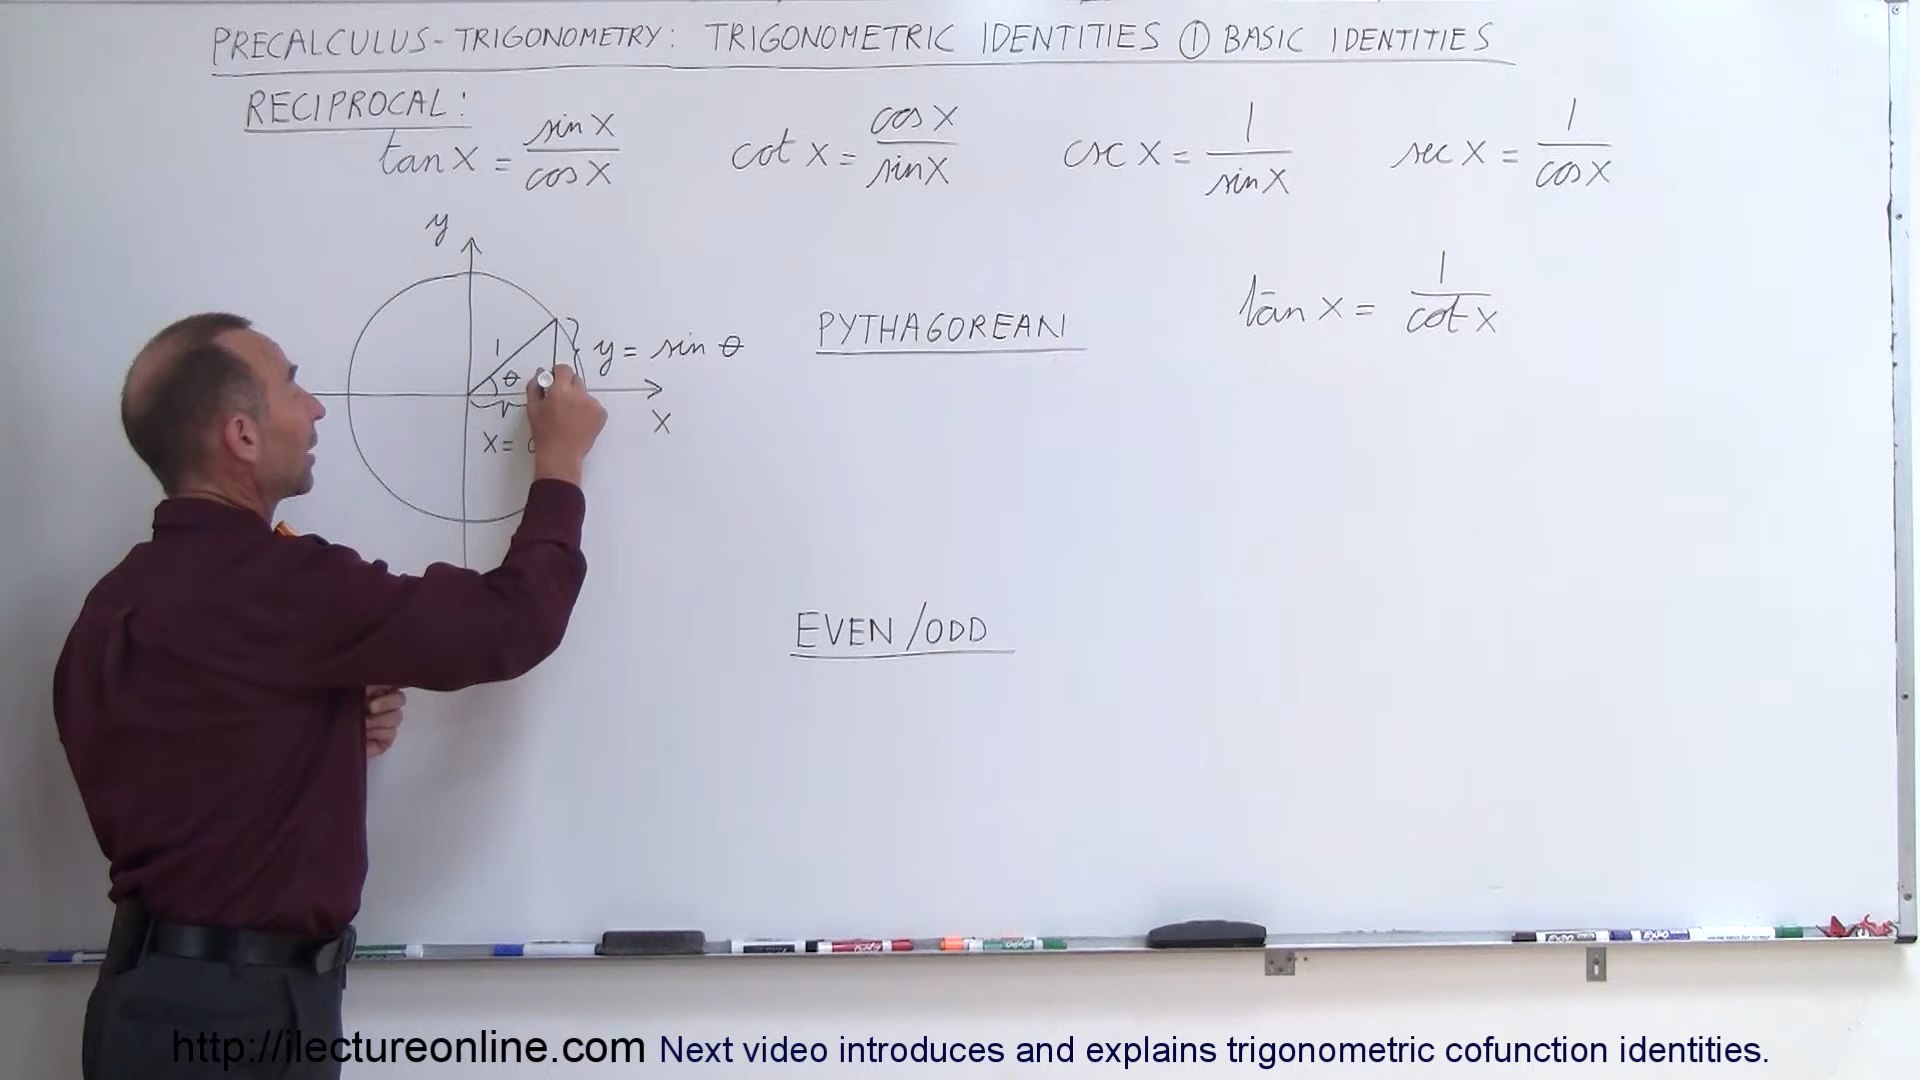 PRECALCULUS - TRIGONOMETRY: TRIGONOMETRIC IDENTITIES ① BASIC IDENTITIES
RECIPROCAL:
tan X = sin X / cos X
cot X = cos X / sin X
csc X = 1 / sin X
sec X = 1 / cos X
y
1
θ
y = sin θ
x
X =
PYTHAGOREAN
tan X = 1 / cot X
EVEN/ODD
http://ilectureonline.com Next video introduces and explains trigonometric cofunction identities.